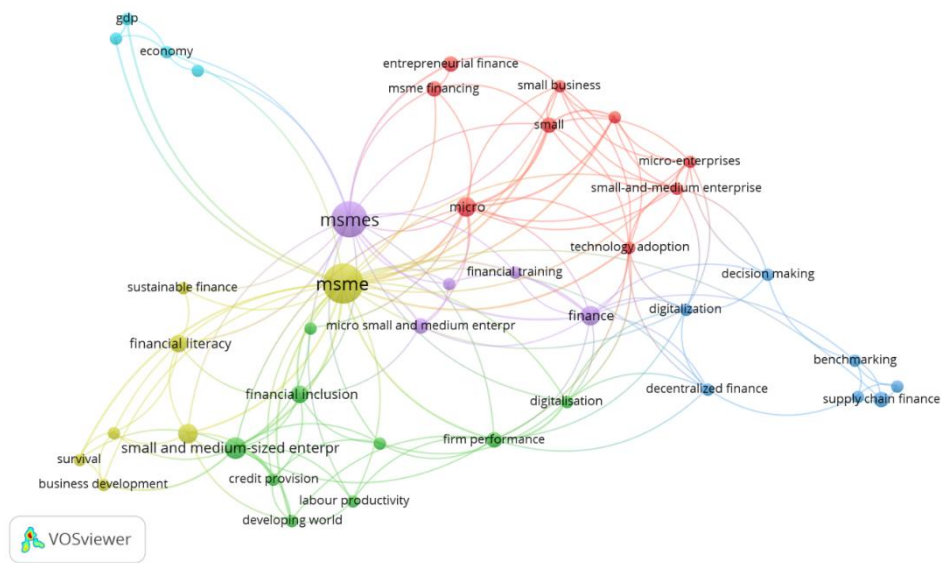 gdp
economy
entrepreneurial finance
msme financing
small business
small
micro-enterprises
small-and-medium enterprise
micro
msmes
technology adoption
financial training
decision making
msme
sustainable finance
micro small and medium enterpr
finance
digitalization
financial literacy
benchmarking
financial inclusion
digitalisation
decentralized finance
supply chain finance
small and medium-sized enterpr
firm performance
survival
credit provision
business development
labour productivity
developing world
VOSviewer